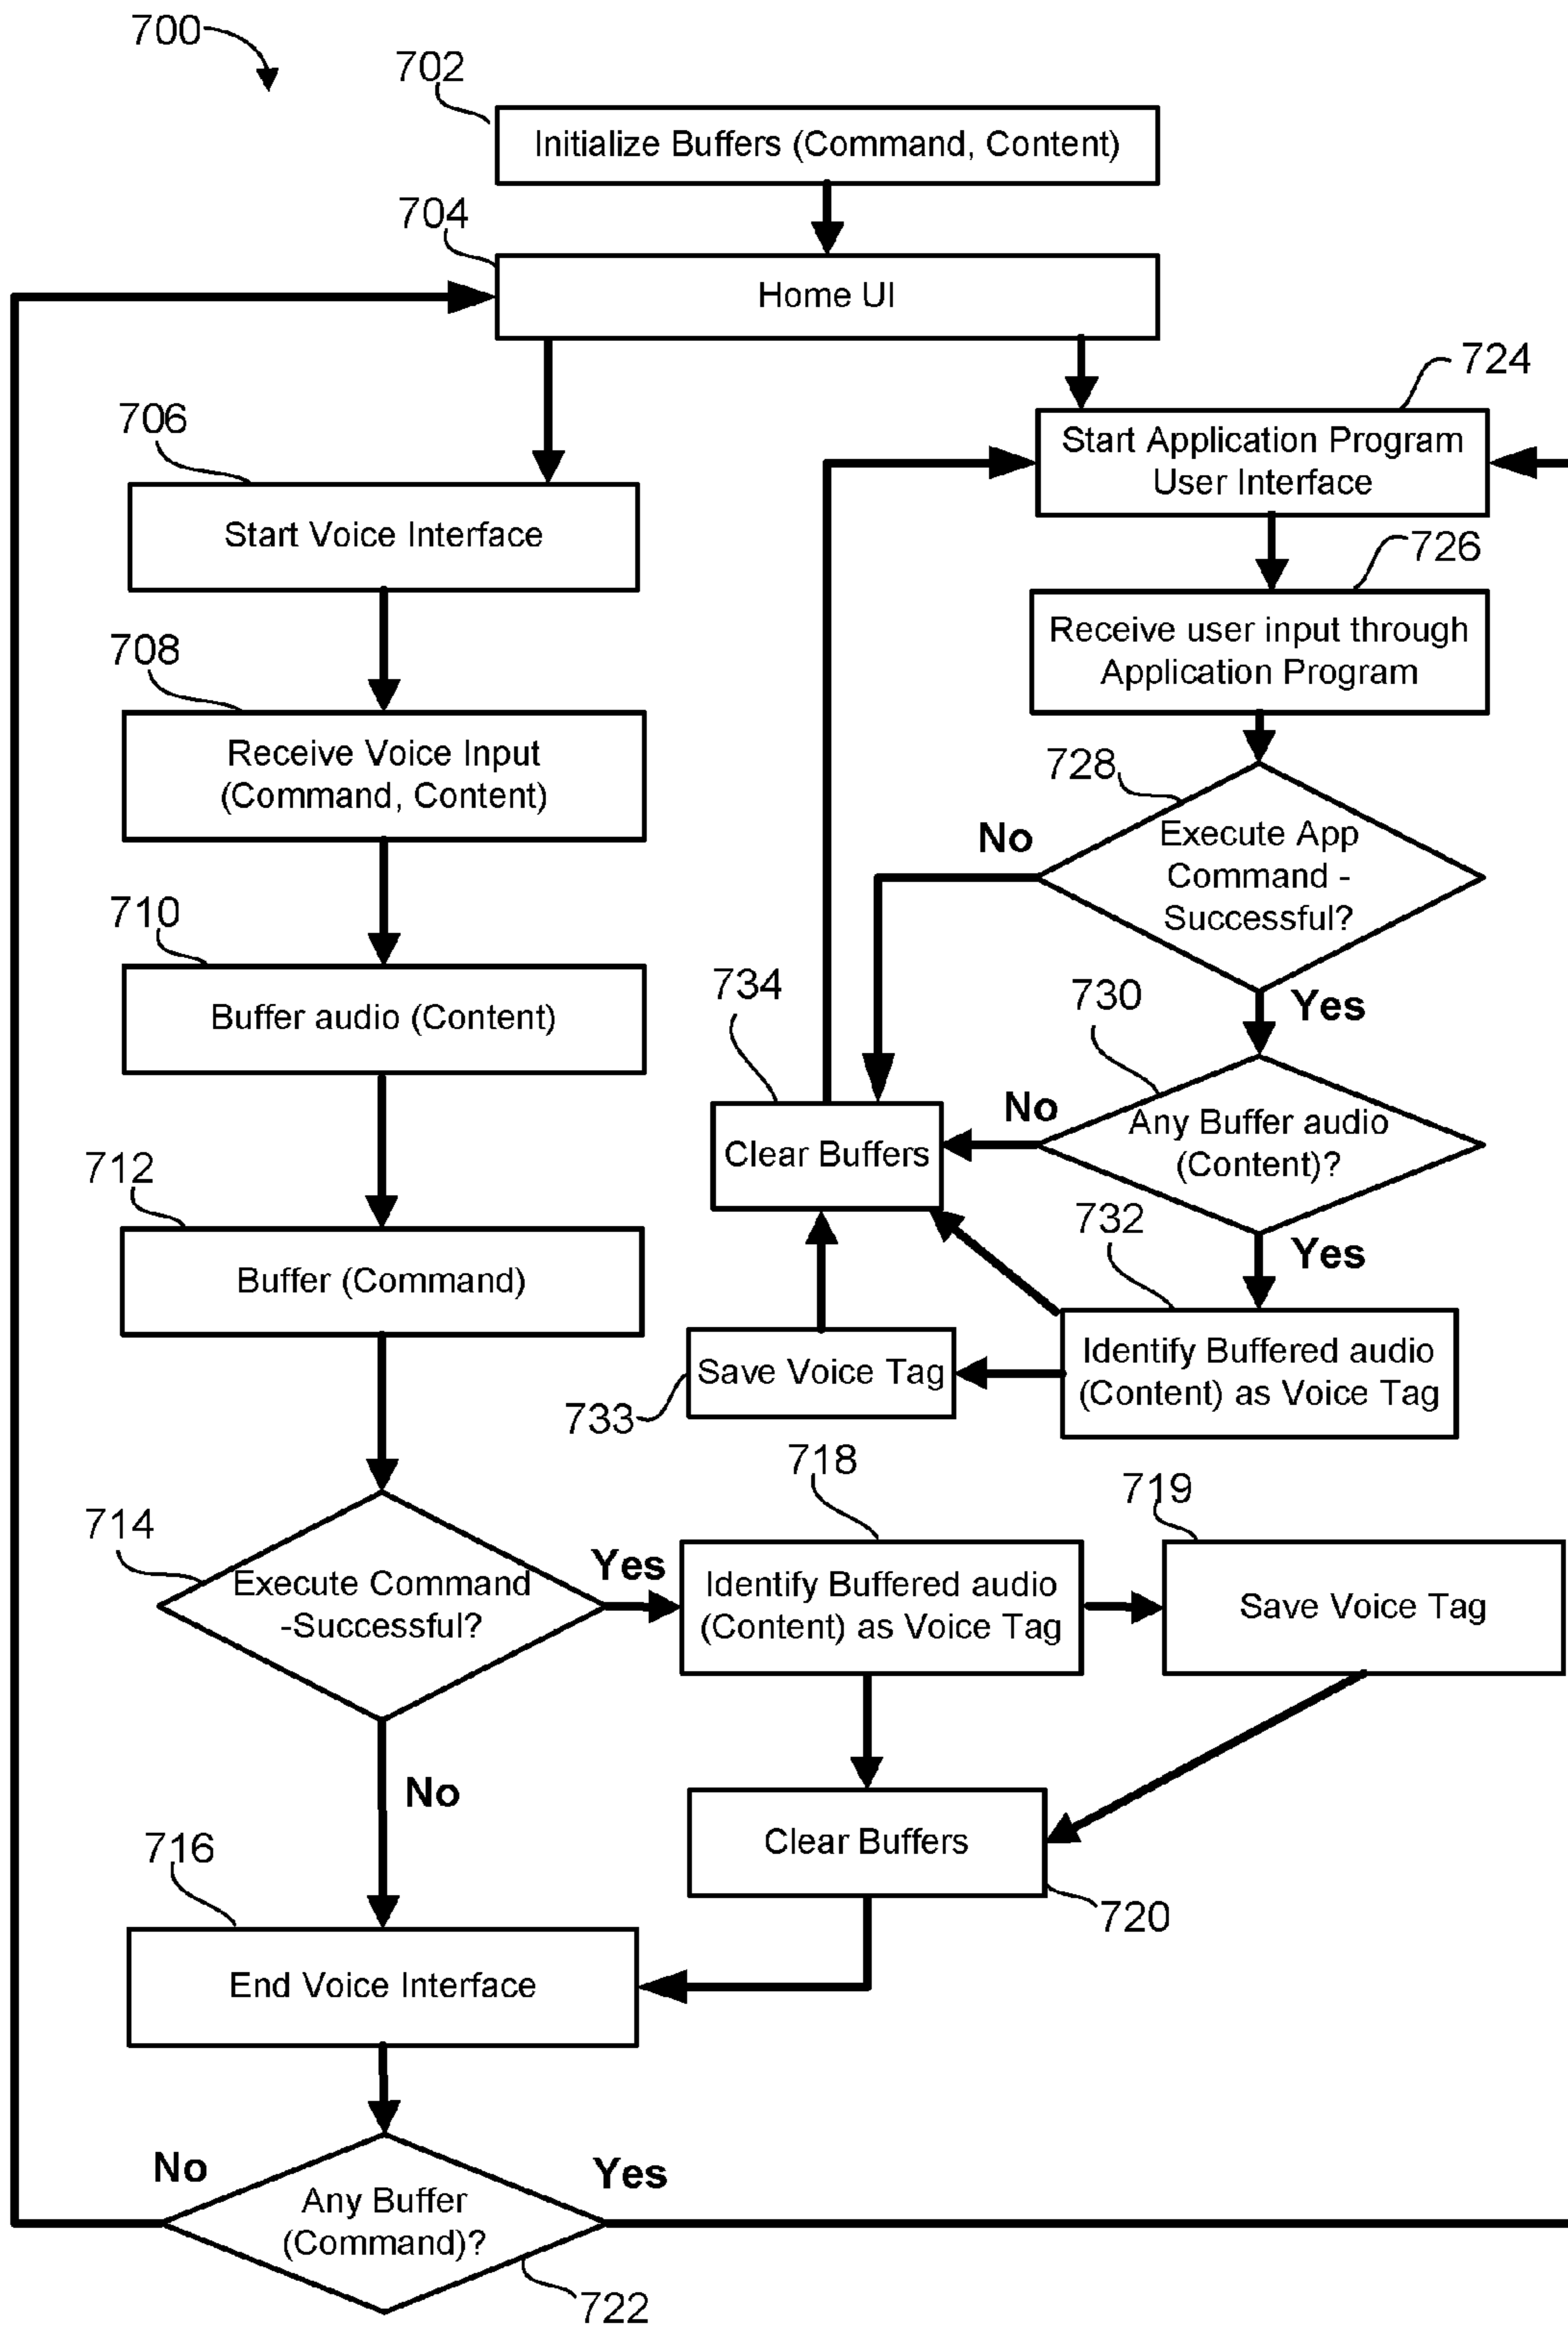 700
702
Initialize Buffers (Command, Content)
704
Home UI
706
Start Voice Interface
708
Receive Voice Input
(Command, Content)
710
Buffer audio (Content)
712
Buffer (Command)
714
Execute Command
-Successful?
Yes
No
716
End Voice Interface
No
Yes
Any Buffer
(Command)?
722
724
Start Application Program
User Interface
726
Receive user input through
Application Program
728
No
Execute App
Command -
Successful?
Yes
730
No
Any Buffer audio
(Content)?
Yes
734
Clear Buffers
732
Identify Buffered audio
(Content) as Voice Tag
Save Voice Tag
733
718
Identify Buffered audio
(Content) as Voice Tag
719
Save Voice Tag
Clear Buffers
720